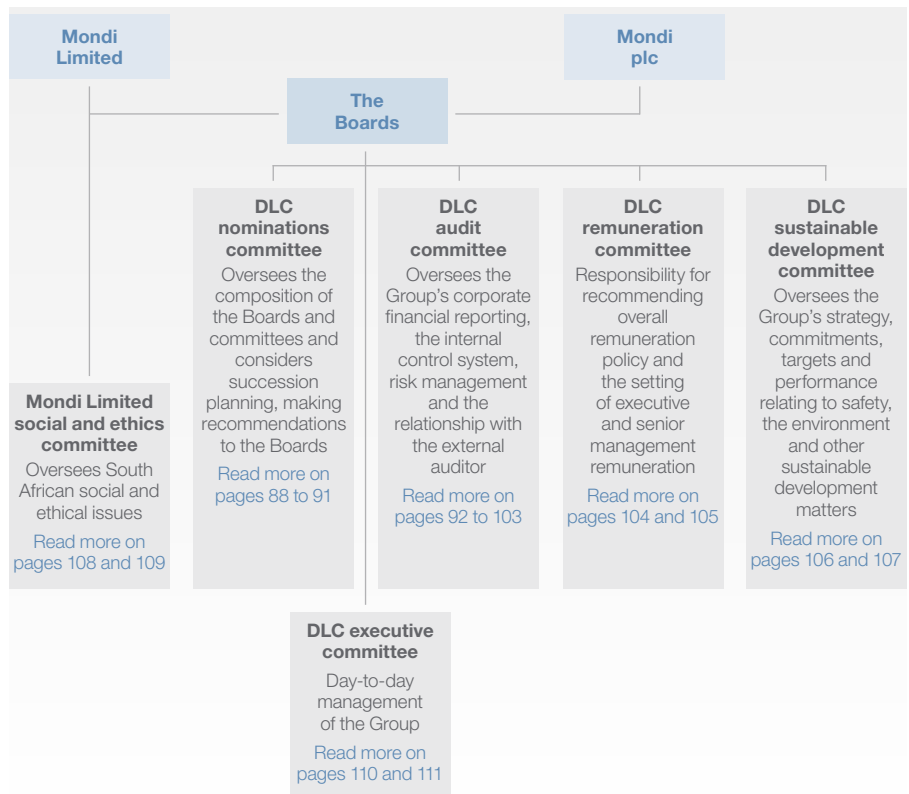 Mondi
Limited
Mondi
plc
The
Boards
DLC
nominations
committee
Oversees the
composition of
the Boards and
committees and
considers
succession
planning, making
recommendations
to the Boards
Read more on
pages 88 to 91
DLC
audit
committee
Oversees the
Group's corporate
financial reporting,
the internal
control system,
risk management
and the
relationship with
the external
auditor
Read more on
pages 92 to 103
DLC
remuneration
committee
Responsibility for
recommending
overall
remuneration
policy and
the setting
of executive
and senior
management
remuneration
Read more on
pages 104 and 105
DLC
sustainable
development
committee
Oversees the
Group's strategy,
commitments,
targets and
performance
relating to safety,
the environment
and other
sustainable
development
matters
Read more on
pages 106 and 107
Mondi Limited
social and ethics
committee
Oversees South
African social and
ethical issues
Read more on
pages 108 and 109
DLC executive
committee
Day-to-day
management
of the Group
Read more on
pages 110 and 111